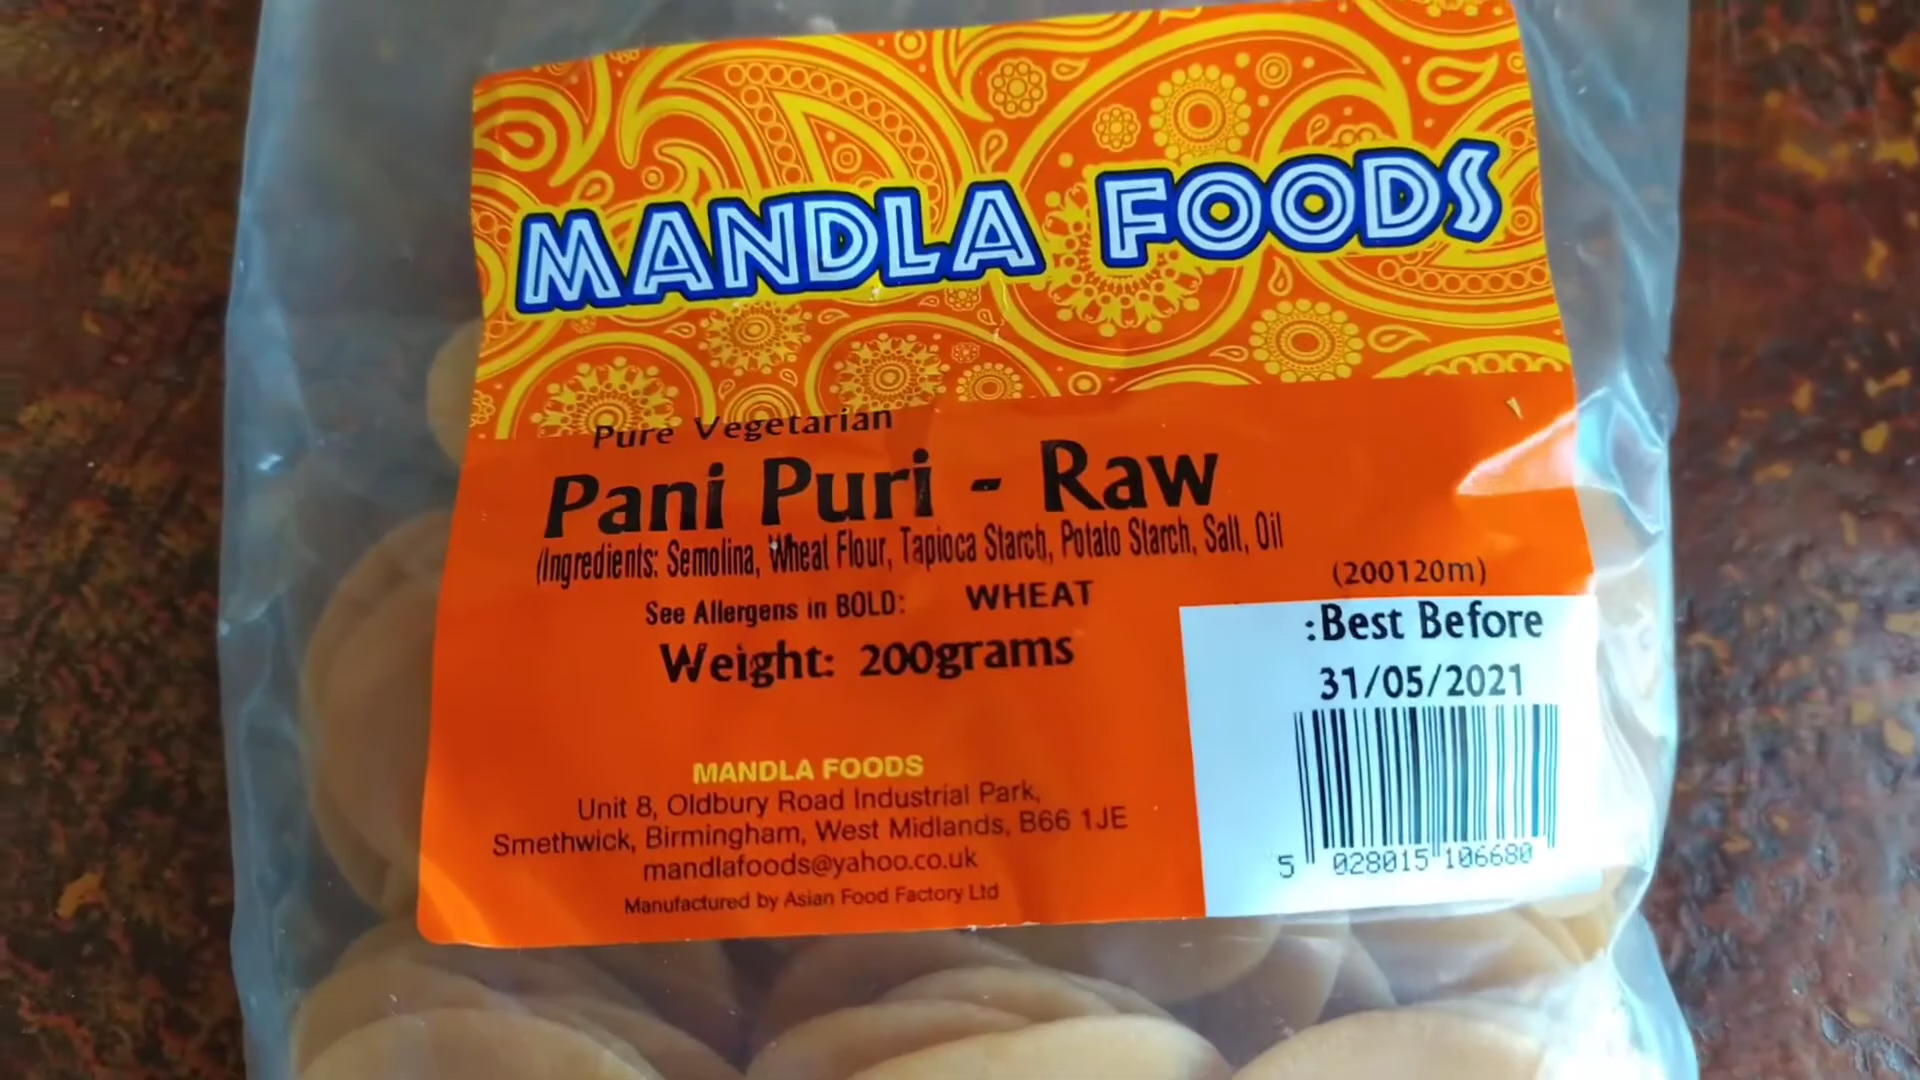 MANDLA FOODS
Pure Vegetarian
Pani Puri - Raw
(Ingredients: Semolina, Wheat Flour, Tapioca Starch, Potato Starch, Salt, Oil
See Allergens in BOLD: WHEAT
Weight: 200grams
(200120m)
:Best Before
31/05/2021
5 028015 106680
MANDLA FOODS
Unit 8, Oldbury Road Industrial Park,
Smethwick, Birmingham, West Midlands, B66 1JE
mandlafoods@yahoo.co.uk
Manufactured by Asian Food Factory Ltd